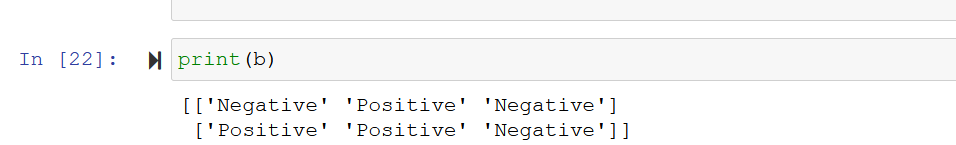 In [22]: print(b)
[['Negative' 'Positive' 'Negative']
['Positive' 'Positive' 'Negative']]